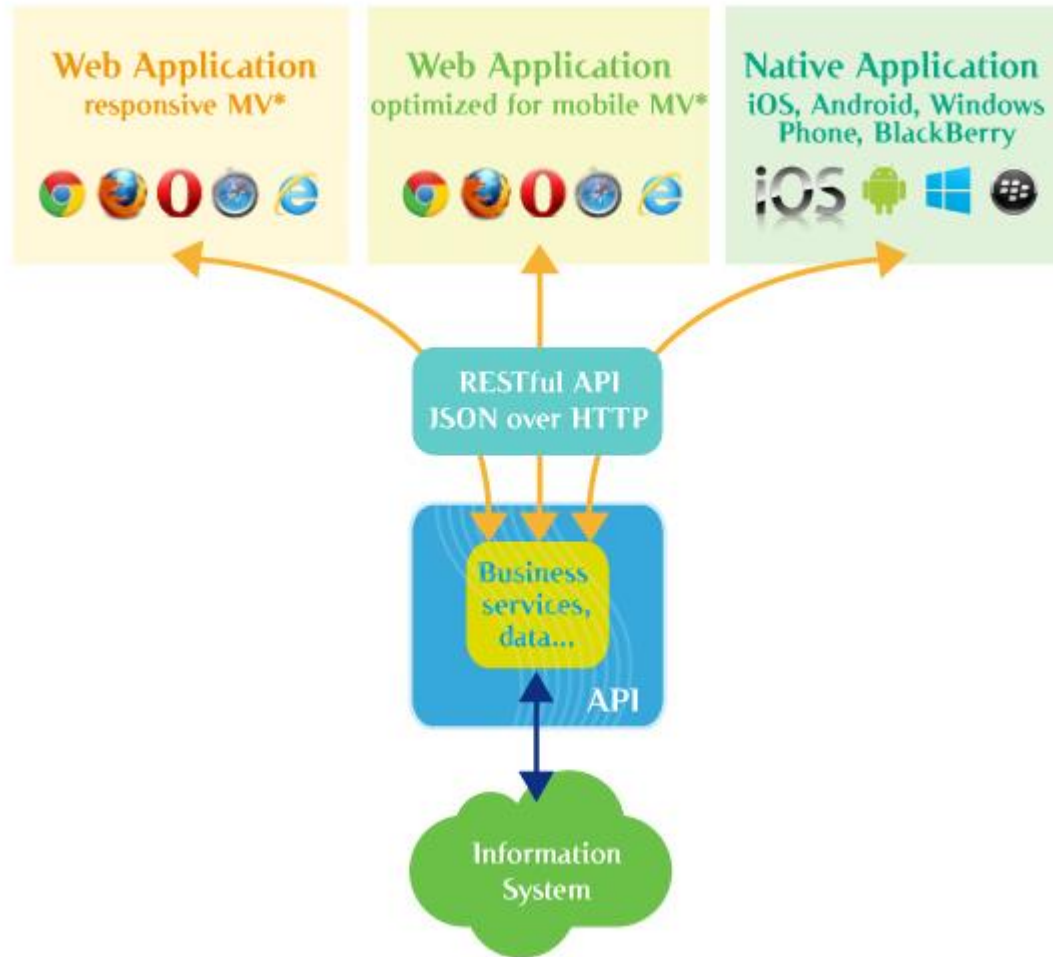 Web Application
responsive MV*
Web Application
optimized for mobile MV*
Native Application
iOS, Android, Windows
Phone, BlackBerry
iOS
RESTful API
JSON over HTTP
Business
services,
data...
API
Information
System